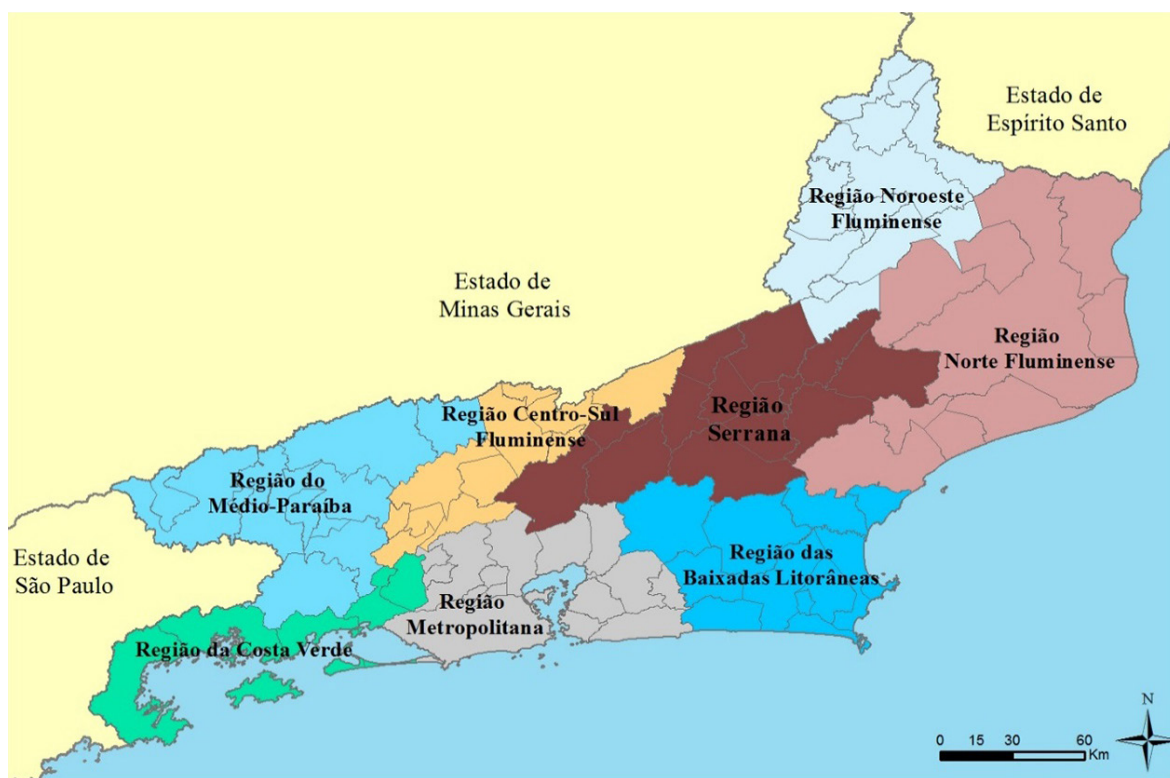 Estado de
Espírito Santo
Região Noroeste
Fluminense
Estado de
Minas Gerais
Região
Norte Fluminense
Região Centro-Sul
Fluminense
Região
Serrana
Região do
Médio-Paraíba
Estado de
São Paulo
Região das
Baixadas Litorâneas
Região
Metropolitana
Região da Costa Verde
N
0 15 30 60
Km